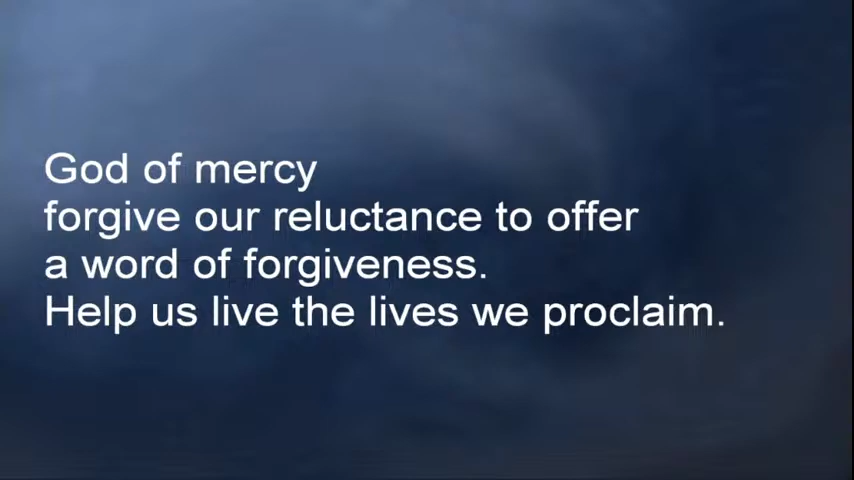 God of mercy
forgive our reluctance to offer
a word of forgiveness.
Help us live the lives we proclaim.